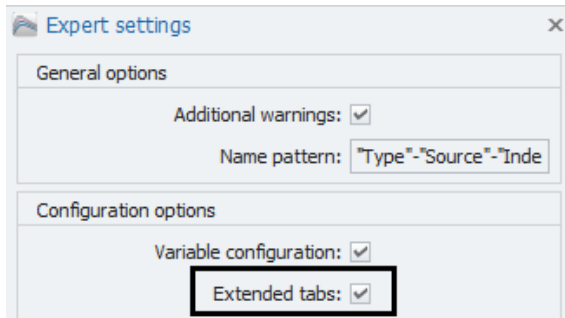 Expert settings
General options
Additional warnings:
Name pattern: "Type"-"Source"-"Inde
Configuration options
Variable configuration:
Extended tabs: